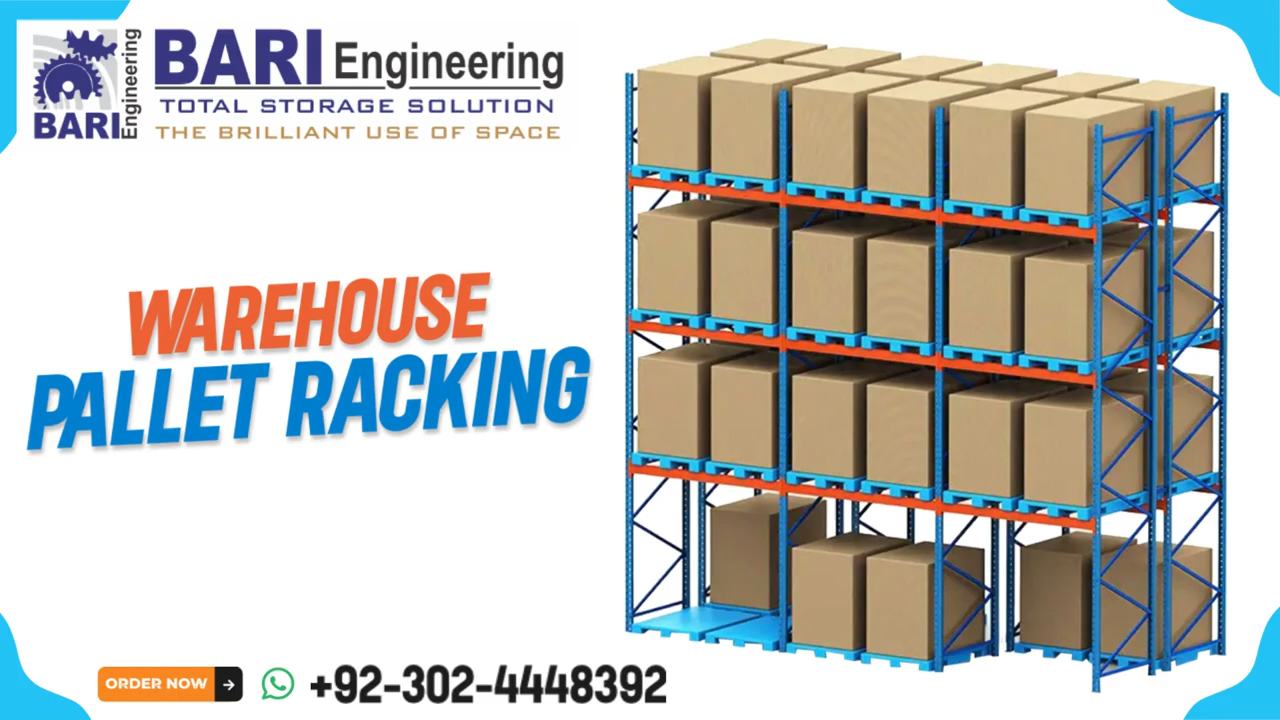 BARI
Engineering
BARI Engineering
TOTAL STORAGE SOLUTION
THE BRILLIANT USE OF SPACE
WAREHOUSE
PALLET RACKING
ORDER NOW
+92-302-4448392